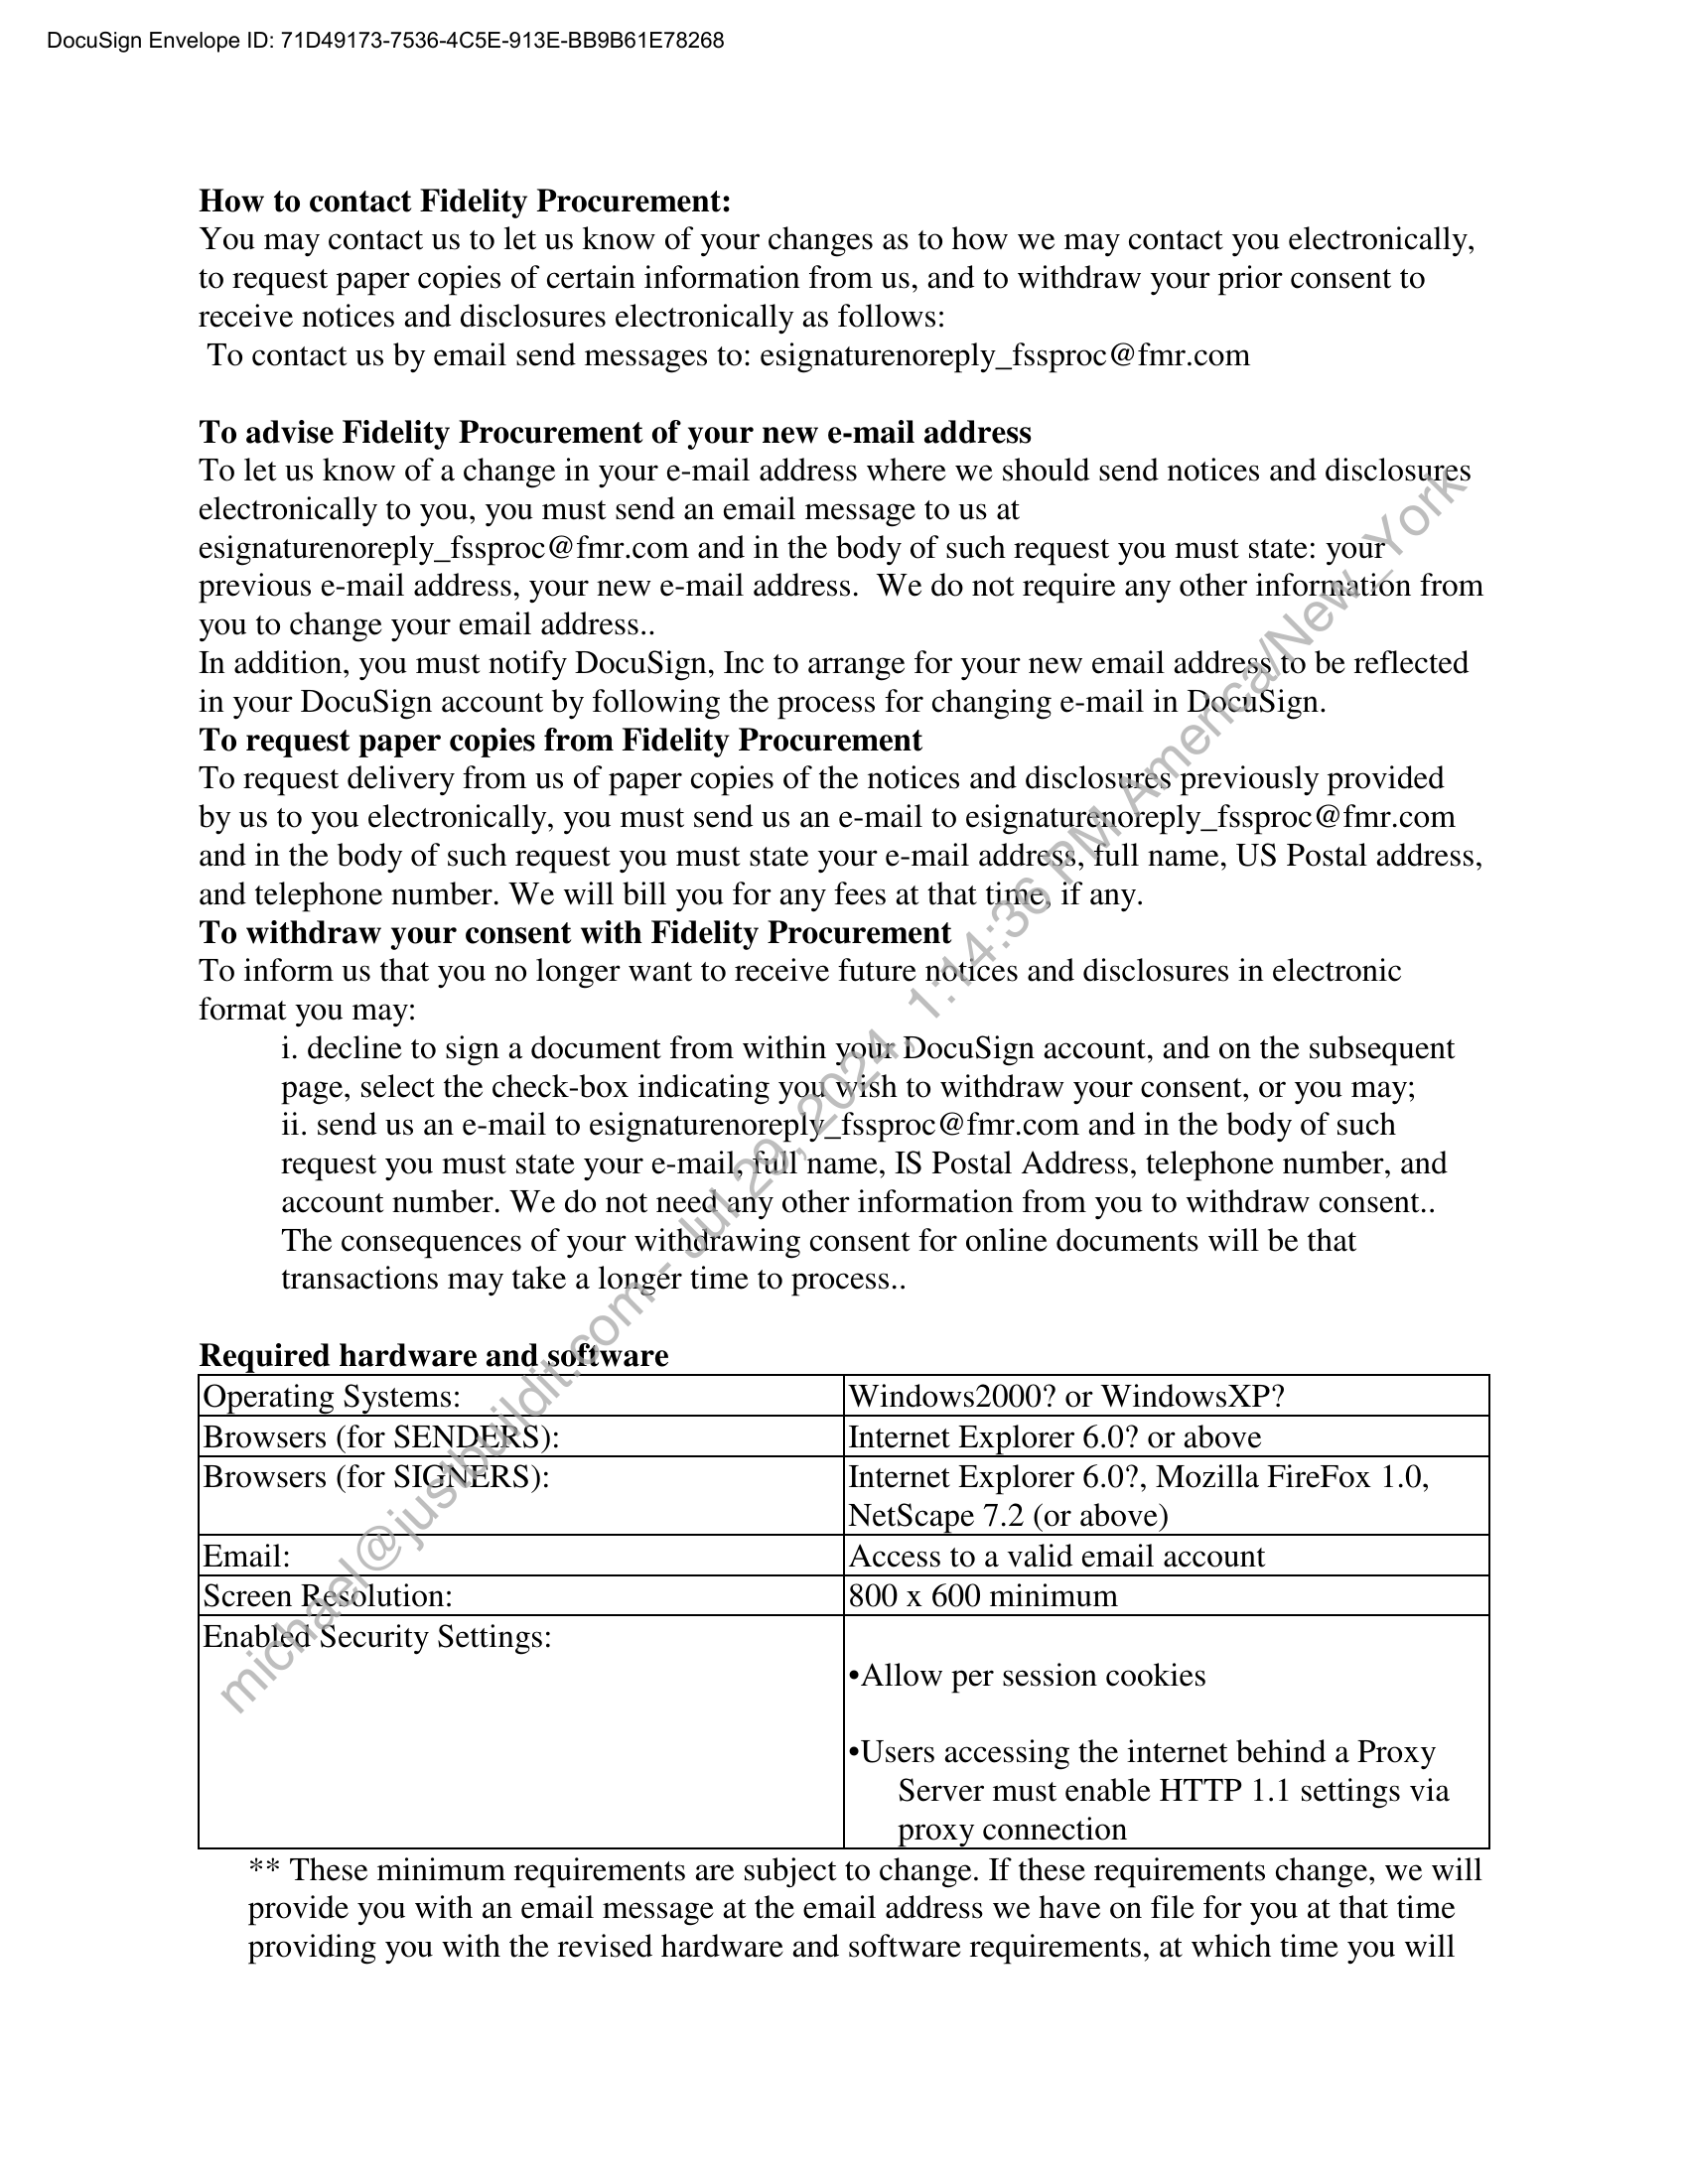 DocuSign Envelope ID: 71D49173-7536-4C5E-913E-BB9B61E78268
How to contact Fidelity Procurement:
You may contact us to let us know of your changes as to how we may contact you electronically,
to request paper copies of certain information from us, and to withdraw your prior consent to
receive notices and disclosures electronically as follows:
To contact us by email send messages to: esignaturenoreply_fssproc@fmr.com
To advise Fidelity Procurement of your new e-mail address
To let us know of a change in your e-mail address where we should send notices and disclosures
electronically to you, you must send an email message to us at
esignaturenoreply_fssproc@fmr.com and in the body of such request you must state: your
previous e-mail address, your new e-mail address.  We do not require any other information from
you to change your email address..
In addition, you must notify DocuSign, Inc to arrange for your new email address to be reflected
in your DocuSign account by following the process for changing e-mail in DocuSign.
To request paper copies from Fidelity Procurement
To request delivery from us of paper copies of the notices and disclosures previously provided
by us to you electronically, you must send us an e-mail to esignaturenoreply_fssproc@fmr.com
and in the body of such request you must state your e-mail address, full name, US Postal address,
and telephone number. We will bill you for any fees at that time, if any.
To withdraw your consent with Fidelity Procurement
To inform us that you no longer want to receive future notices and disclosures in electronic
format you may:
i. decline to sign a document from within your DocuSign account, and on the subsequent
page, select the check-box indicating you wish to withdraw your consent, or you may;
ii. send us an e-mail to esignaturenoreply_fssproc@fmr.com and in the body of such
request you must state your e-mail, full name, IS Postal Address, telephone number, and
account number. We do not need any other information from you to withdraw consent..
The consequences of your withdrawing consent for online documents will be that
transactions may take a longer time to process..
Required hardware and software
Operating Systems: Windows2000? or WindowsXP?
Browsers (for SENDERS): Internet Explorer 6.0? or above
Browsers (for SIGNERS): Internet Explorer 6.0?, Mozilla FireFox 1.0,
NetScape 7.2 (or above)
Email: Access to a valid email account
Screen Resolution: 800 x 600 minimum
Enabled Security Settings:
•Allow per session cookies
•Users accessing the internet behind a Proxy
Server must enable HTTP 1.1 settings via
proxy connection
** These minimum requirements are subject to change. If these requirements change, we will
provide you with an email message at the email address we have on file for you at that time
providing you with the revised hardware and software requirements, at which time you will
michael@justbuildit.com - Jul 29, 2024, 1:14:36 PM America/New_York